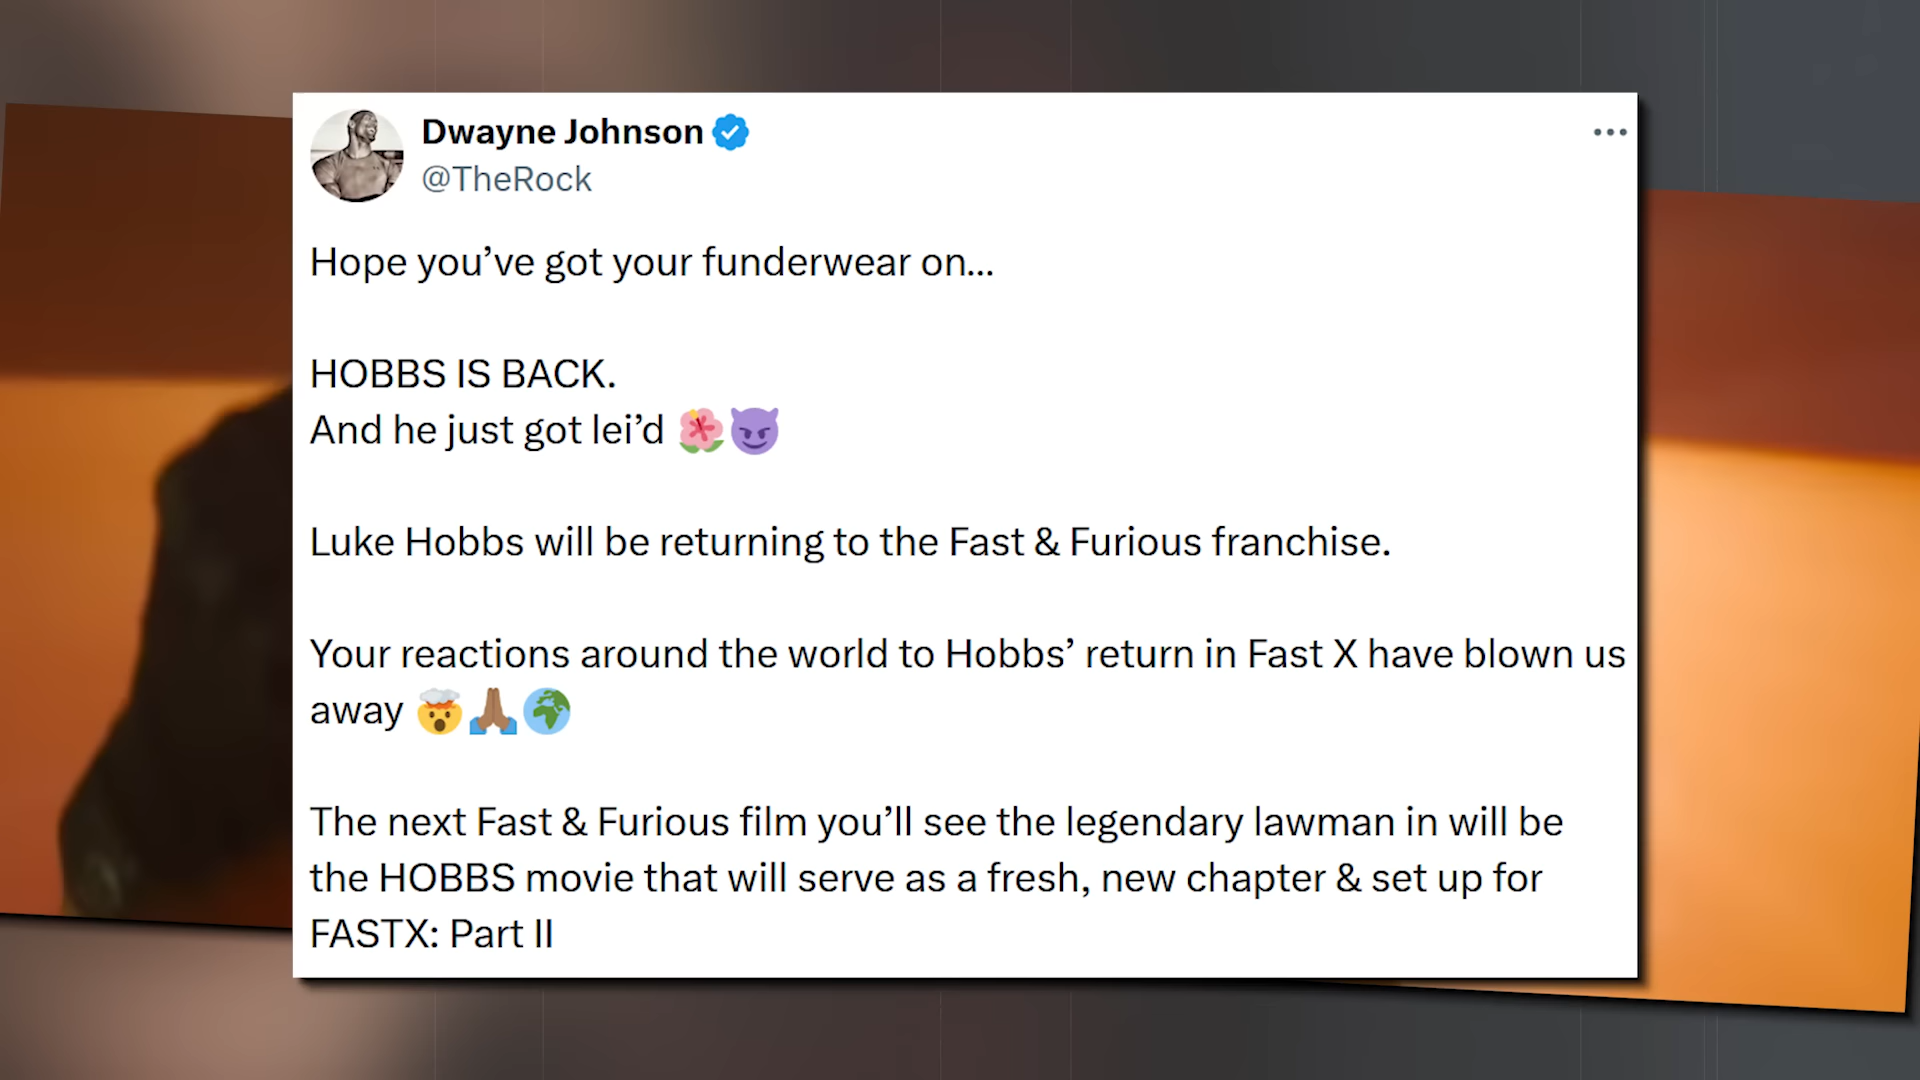 Dwayne Johnson
@TheRock
Hope you’ve got your funderwear on...
HOBBS IS BACK.
And he just got lei’d 🌺😈
Luke Hobbs will be returning to the Fast & Furious franchise.
Your reactions around the world to Hobbs’ return in Fast X have blown us
away 🤯🙏🏾🌍
The next Fast & Furious film you’ll see the legendary lawman in will be
the HOBBS movie that will serve as a fresh, new chapter & set up for
FASTX: Part II